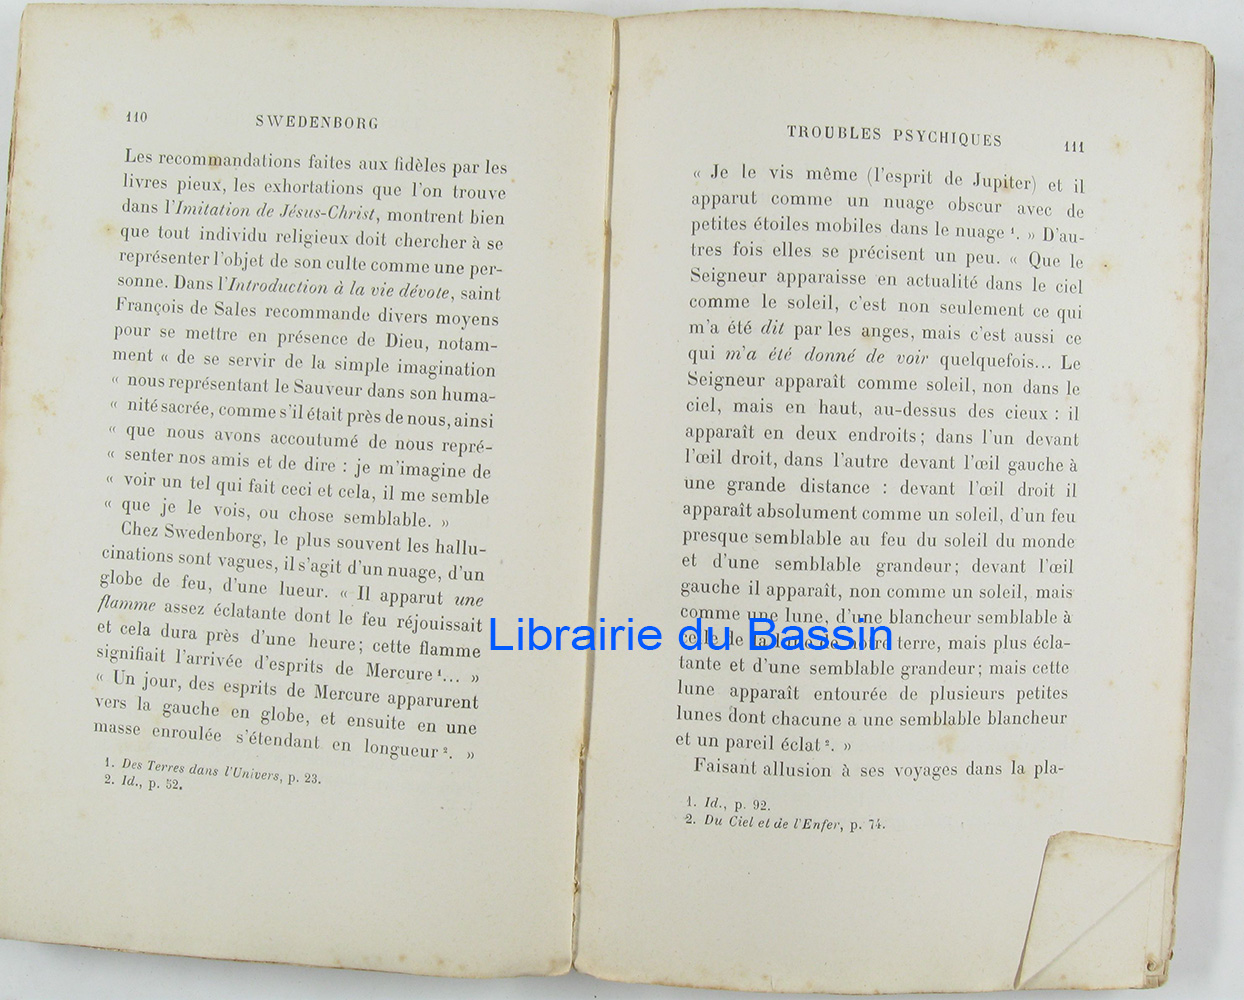 110 SWEDENBORG
Les recommandations faites aux fidèles par les
livres pieux, les exhortations que l'on trouve
dans l'Imitation de Jésus-Christ, montrent bien
que tout individu religieux doit chercher à se
représenter l'objet de son culte comme une per-
sonne. Dans l'Introduction à la vie dévote, saint
François de Sales recommande divers moyens
pour se mettre en présence de Dieu, notam-
ment « de se servir de la simple imagination
« nous représentant le Sauveur dans son huma-
« nité sacrée, comme s'il était près de nous, ainsi
« que nous avons accoutumé de nous repré-
« senter nos amis et de dire : je m'imagine de
« voir un tel qui fait ceci et cela, il me semble
« que je le vois, ou chose semblable. »
Chez Swedenborg, le plus souvent les hallu-
cinations sont vagues, il s'agit d'un nuage, d'un
globe de feu, d'une lueur. « Il apparut une
flamme assez éclatante dont le feu réjouissait
et cela dura près d'une heure; cette flamme
signifiait l'arrivée d'esprits de Mercure ¹... »
« Un jour, des esprits de Mercure apparurent
vers la gauche en globe, et ensuite en une
masse enroulée s'étendant en longueur ². »
1. Des Terres dans l'Univers, p. 23.
2. Id., p. 52.
TROUBLES PSYCHIQUES 111
« Je le vis même (l'esprit de Jupiter) et il
apparut comme un nuage obscur avec de
petites étoiles mobiles dans le nuage ¹. » D'au-
tres fois elles se précisent un peu. « Que le
Seigneur apparaisse en actualité dans le ciel
comme le soleil, c'est non seulement ce qui
m'a été dit par les anges, mais c'est aussi ce
qui m'a été donné de voir quelquefois... Le
Seigneur apparaît comme soleil, non dans le
ciel, mais en haut, au-dessus des cieux : il
apparaît en deux endroits; dans l'un devant
l'œil droit, dans l'autre devant l'œil gauche à
une grande distance : devant l'œil droit il
apparaît absolument comme un soleil, d'un feu
presque semblable au feu du soleil du monde
et d'une semblable grandeur; devant l'œil
gauche il apparaît, non comme un soleil, mais
comme une lune, d'une blancheur semblable à
celle de la lune de notre terre, mais plus écla-
tante et d'une semblable grandeur; mais cette
lune apparaît entourée de plusieurs petites
lunes dont chacune a une semblable blancheur
et un pareil éclat ². »
Faisant allusion à ses voyages dans la pla-
1. Id., p. 92.
2. Du Ciel et de l'Enfer, p. 74.
Librairie du Bassin